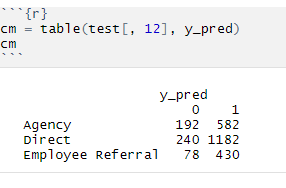 ```{r}
cm = table(test[, 12], y_pred)
cm
```
y_pred
0 1
Agency 192 582
Direct 240 1182
Employee Referral 78 430